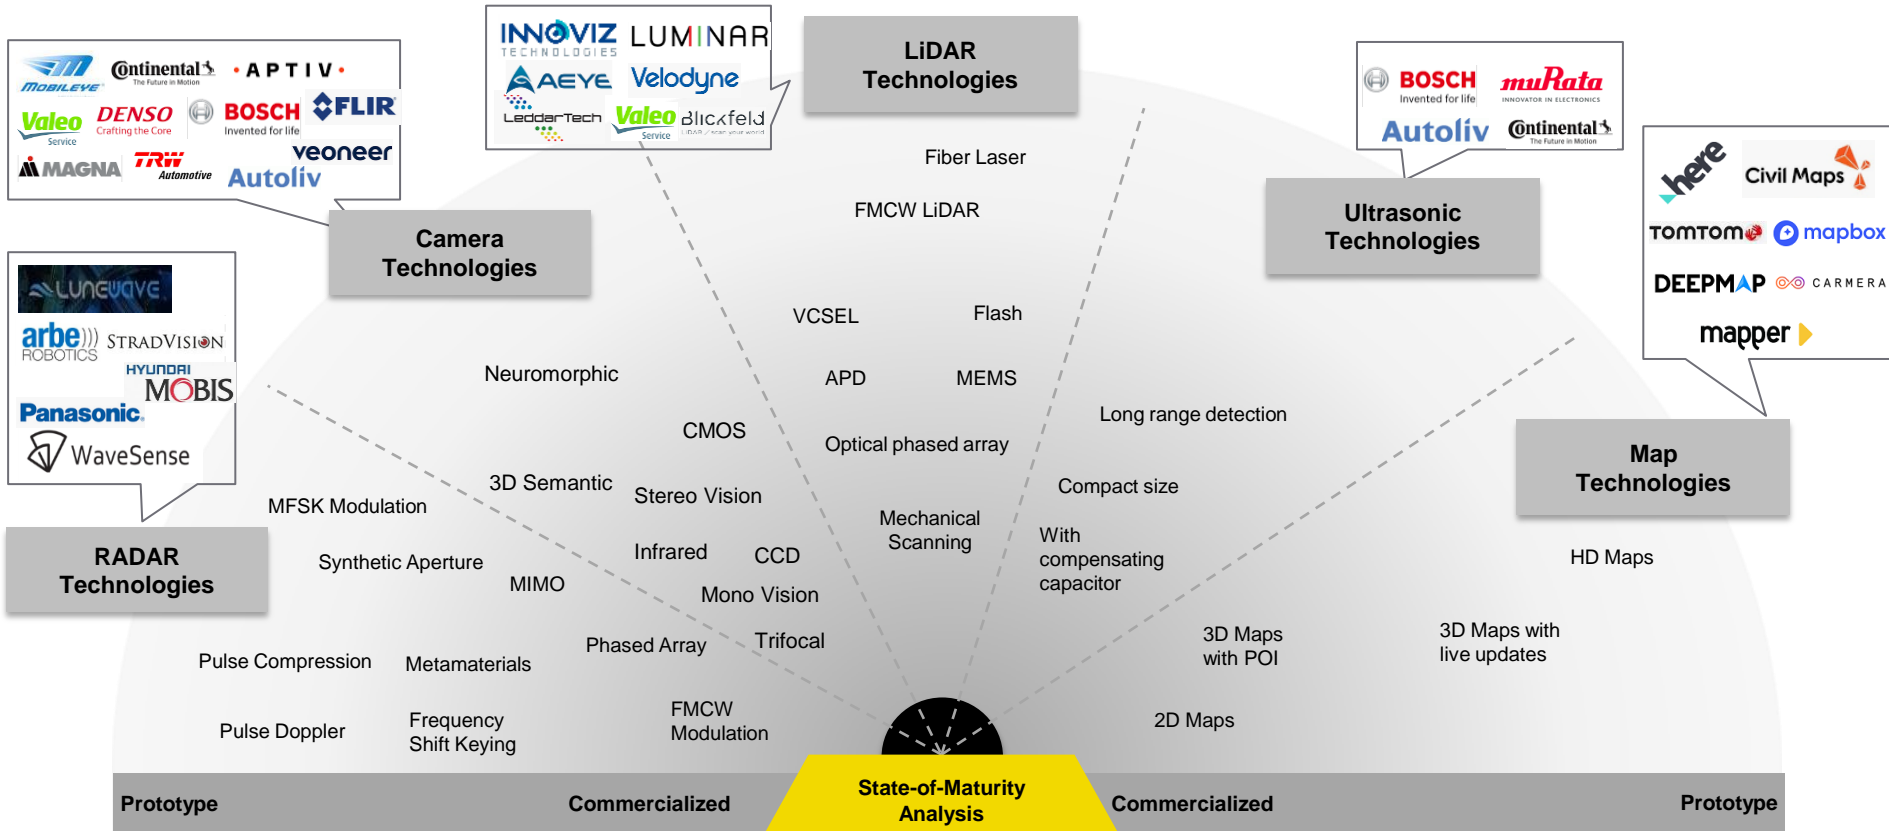 MOBILEYE
Continental
The Future in Motion
· A P T I V ·
Valeo
Service
DENSO
Crafting the Core
BOSCH
Invented for life
FLIR
MAGNA
TRW
Automotive
Autoliv
veoneer
INNOVIZ
TECHNOLOGIES
LUMINAR
AEYE
Velodyne
LeddarTech
Valeo
Service
Blickfeld
LiDAR / scan your world
LiDAR
Technologies
BOSCH
Invented for life
muRata
INNOVATOR IN ELECTRONICS
Autoliv
Continental
The Future in Motion
here
Civil Maps
TOMTOM
mapbox
DEEPMAP
CARMERA
mapper
Camera
Technologies
Ultrasonic
Technologies
LUNEWAVE
arbe
ROBOTICS
STRADVISION
HYUNDAI
MOBIS
Panasonic
WaveSense
Map
Technologies
RADAR
Technologies
Fiber Laser
FMCW LiDAR
VCSEL
Flash
APD
MEMS
Optical phased array
Mechanical
Scanning
Neuromorphic
CMOS
3D Semantic
Stereo Vision
Infrared
CCD
Mono Vision
Trifocal
MFSK Modulation
Synthetic Aperture
MIMO
Phased Array
Pulse Compression
Metamaterials
Pulse Doppler
Frequency
Shift Keying
FMCW
Modulation
Long range detection
Compact size
With
compensating
capacitor
HD Maps
3D Maps
with POI
3D Maps with
live updates
2D Maps
Prototype
Commercialized
State-of-Maturity
Analysis
Commercialized
Prototype